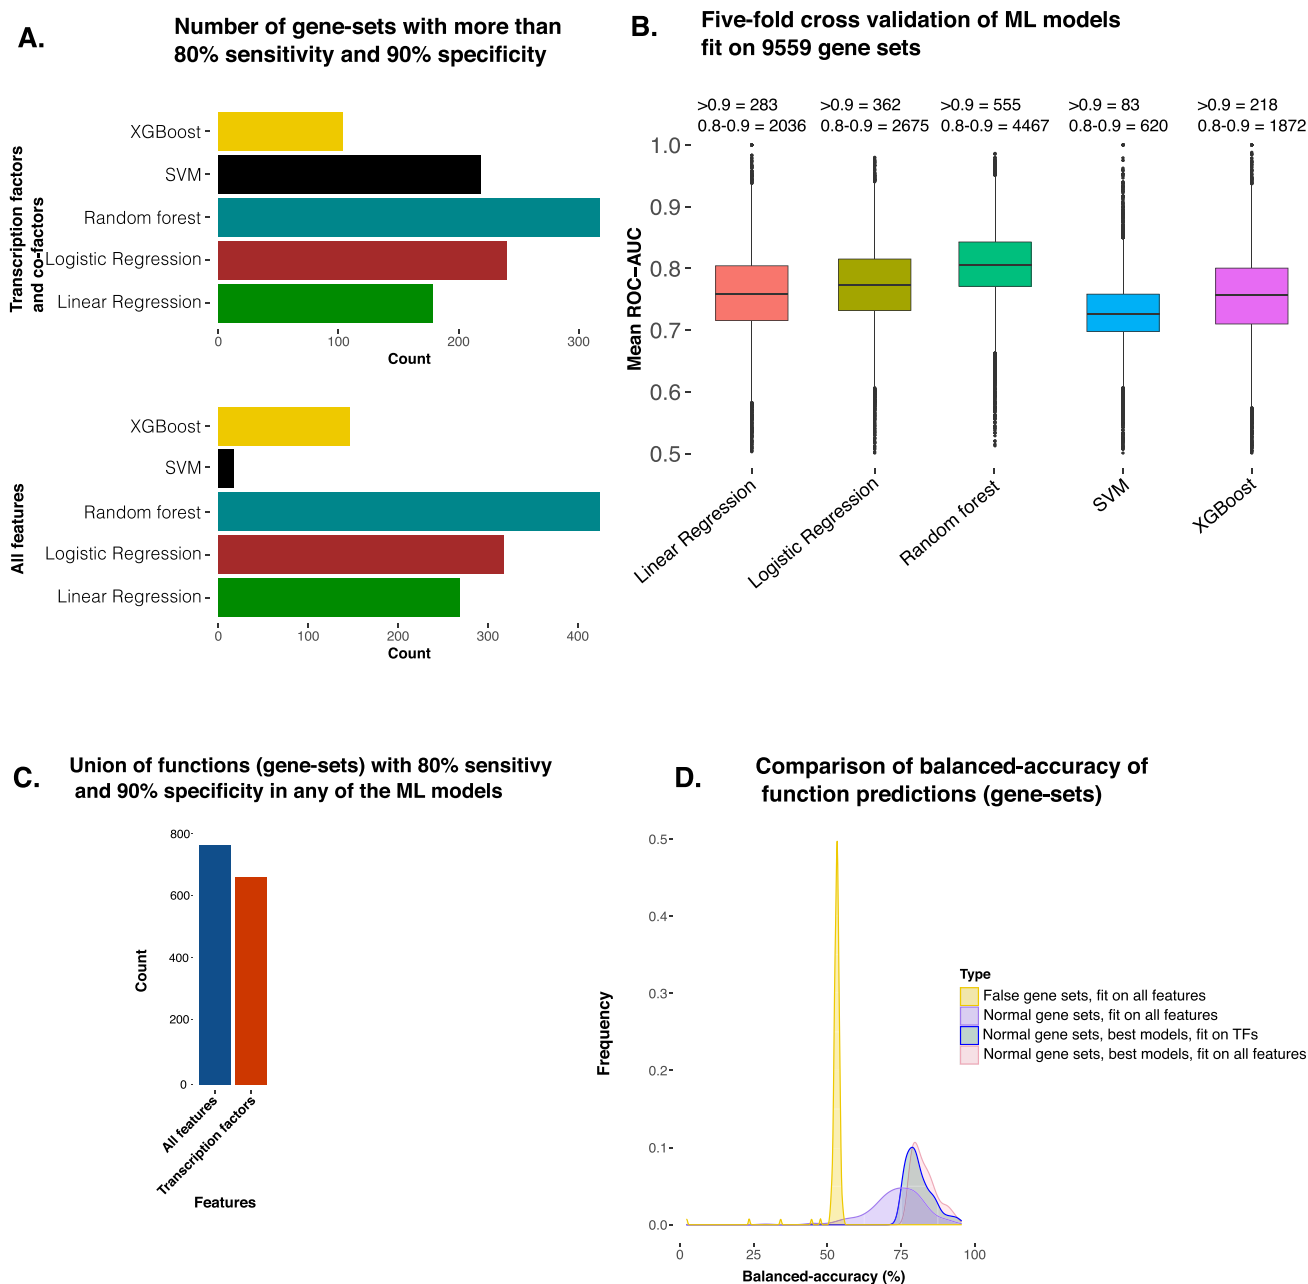 A.
Number of gene-sets with more than
80% sensitivity and 90% specificity
Transcription factors
and co-factors
XGBoost
SVM
Random forest
Logistic Regression
Linear Regression
0 100 200 300
Count
All features
XGBoost
SVM
Random forest
Logistic Regression
Linear Regression
0 100 200 300 400
Count
B.
Five-fold cross validation of ML models
fit on 9559 gene sets
>0.9 = 283 >0.9 = 362 >0.9 = 555 >0.9 = 83 >0.9 = 218
0.8-0.9 = 2036 0.8-0.9 = 2675 0.8-0.9 = 4467 0.8-0.9 = 620 0.8-0.9 = 1872
Mean ROC−AUC
1.0
0.9
0.8
0.7
0.6
0.5
Linear Regression
Logistic Regression
Random forest
SVM
XGBoost
C.
Union of functions (gene-sets) with 80% sensitivy
and 90% specificity in any of the ML models
Count
800
600
400
200
0
All features
Transcription factors
Features
D.
Comparison of balanced-accuracy of
function predictions (gene-sets)
Frequency
0.5
0.4
0.3
0.2
0.1
0.0
0 25 50 75 100
Balanced-accuracy (%)
Type
False gene sets, fit on all features
Normal gene sets, fit on all features
Normal gene sets, best models, fit on TFs
Normal gene sets, best models, fit on all features